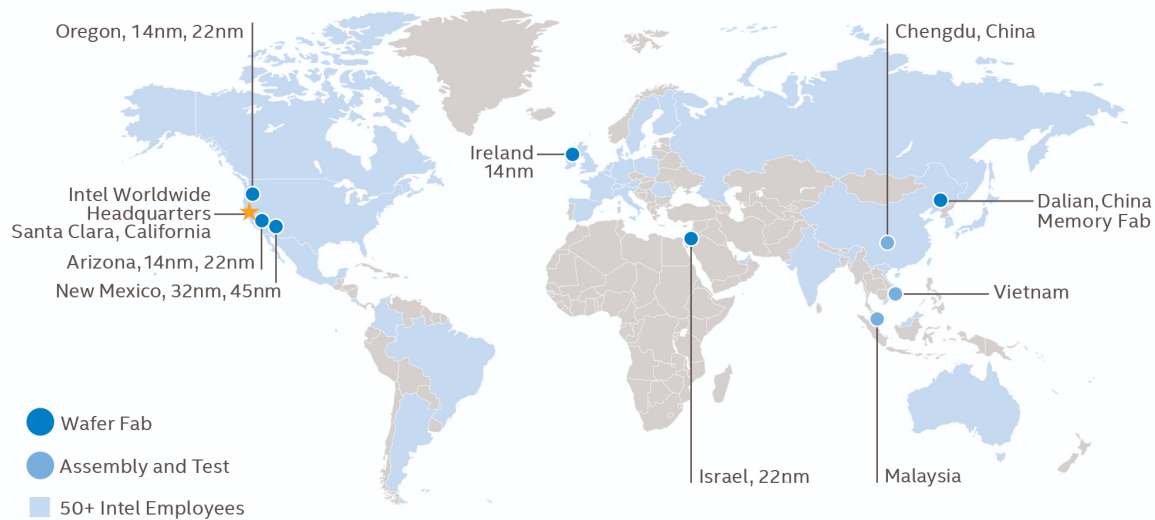 Oregon, 14nm, 22nm
Chengdu, China
Ireland
14nm
Intel Worldwide
Headquarters
Santa Clara, California
Dalian, China
Memory Fab
Arizona, 14nm, 22nm
New Mexico, 32nm, 45nm
Vietnam
Wafer Fab
Assembly and Test
Israel, 22nm
Malaysia
50+ Intel Employees